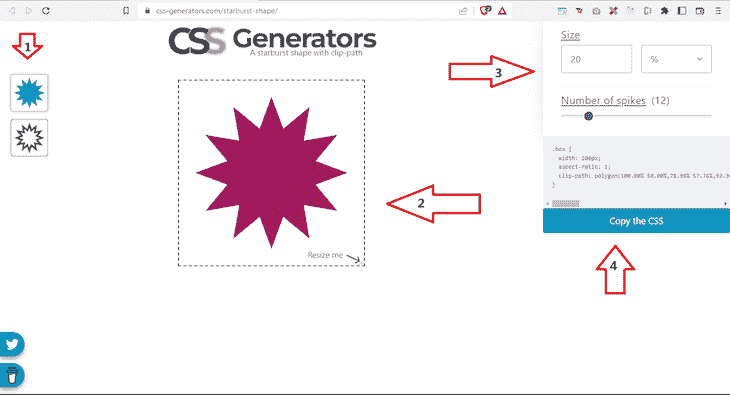 css-generators.com/starburst-shape/
CSS Generators
A starburst shape with clip-path
1
Resize me
2
3
Size
20
%
Number of spikes (12)
.box {
width: 200px;
aspect-ratio: 1;
clip-path: polygon(100.00% 50.00%,78.98% 57.76%,93.30
}
Copy the CSS
4